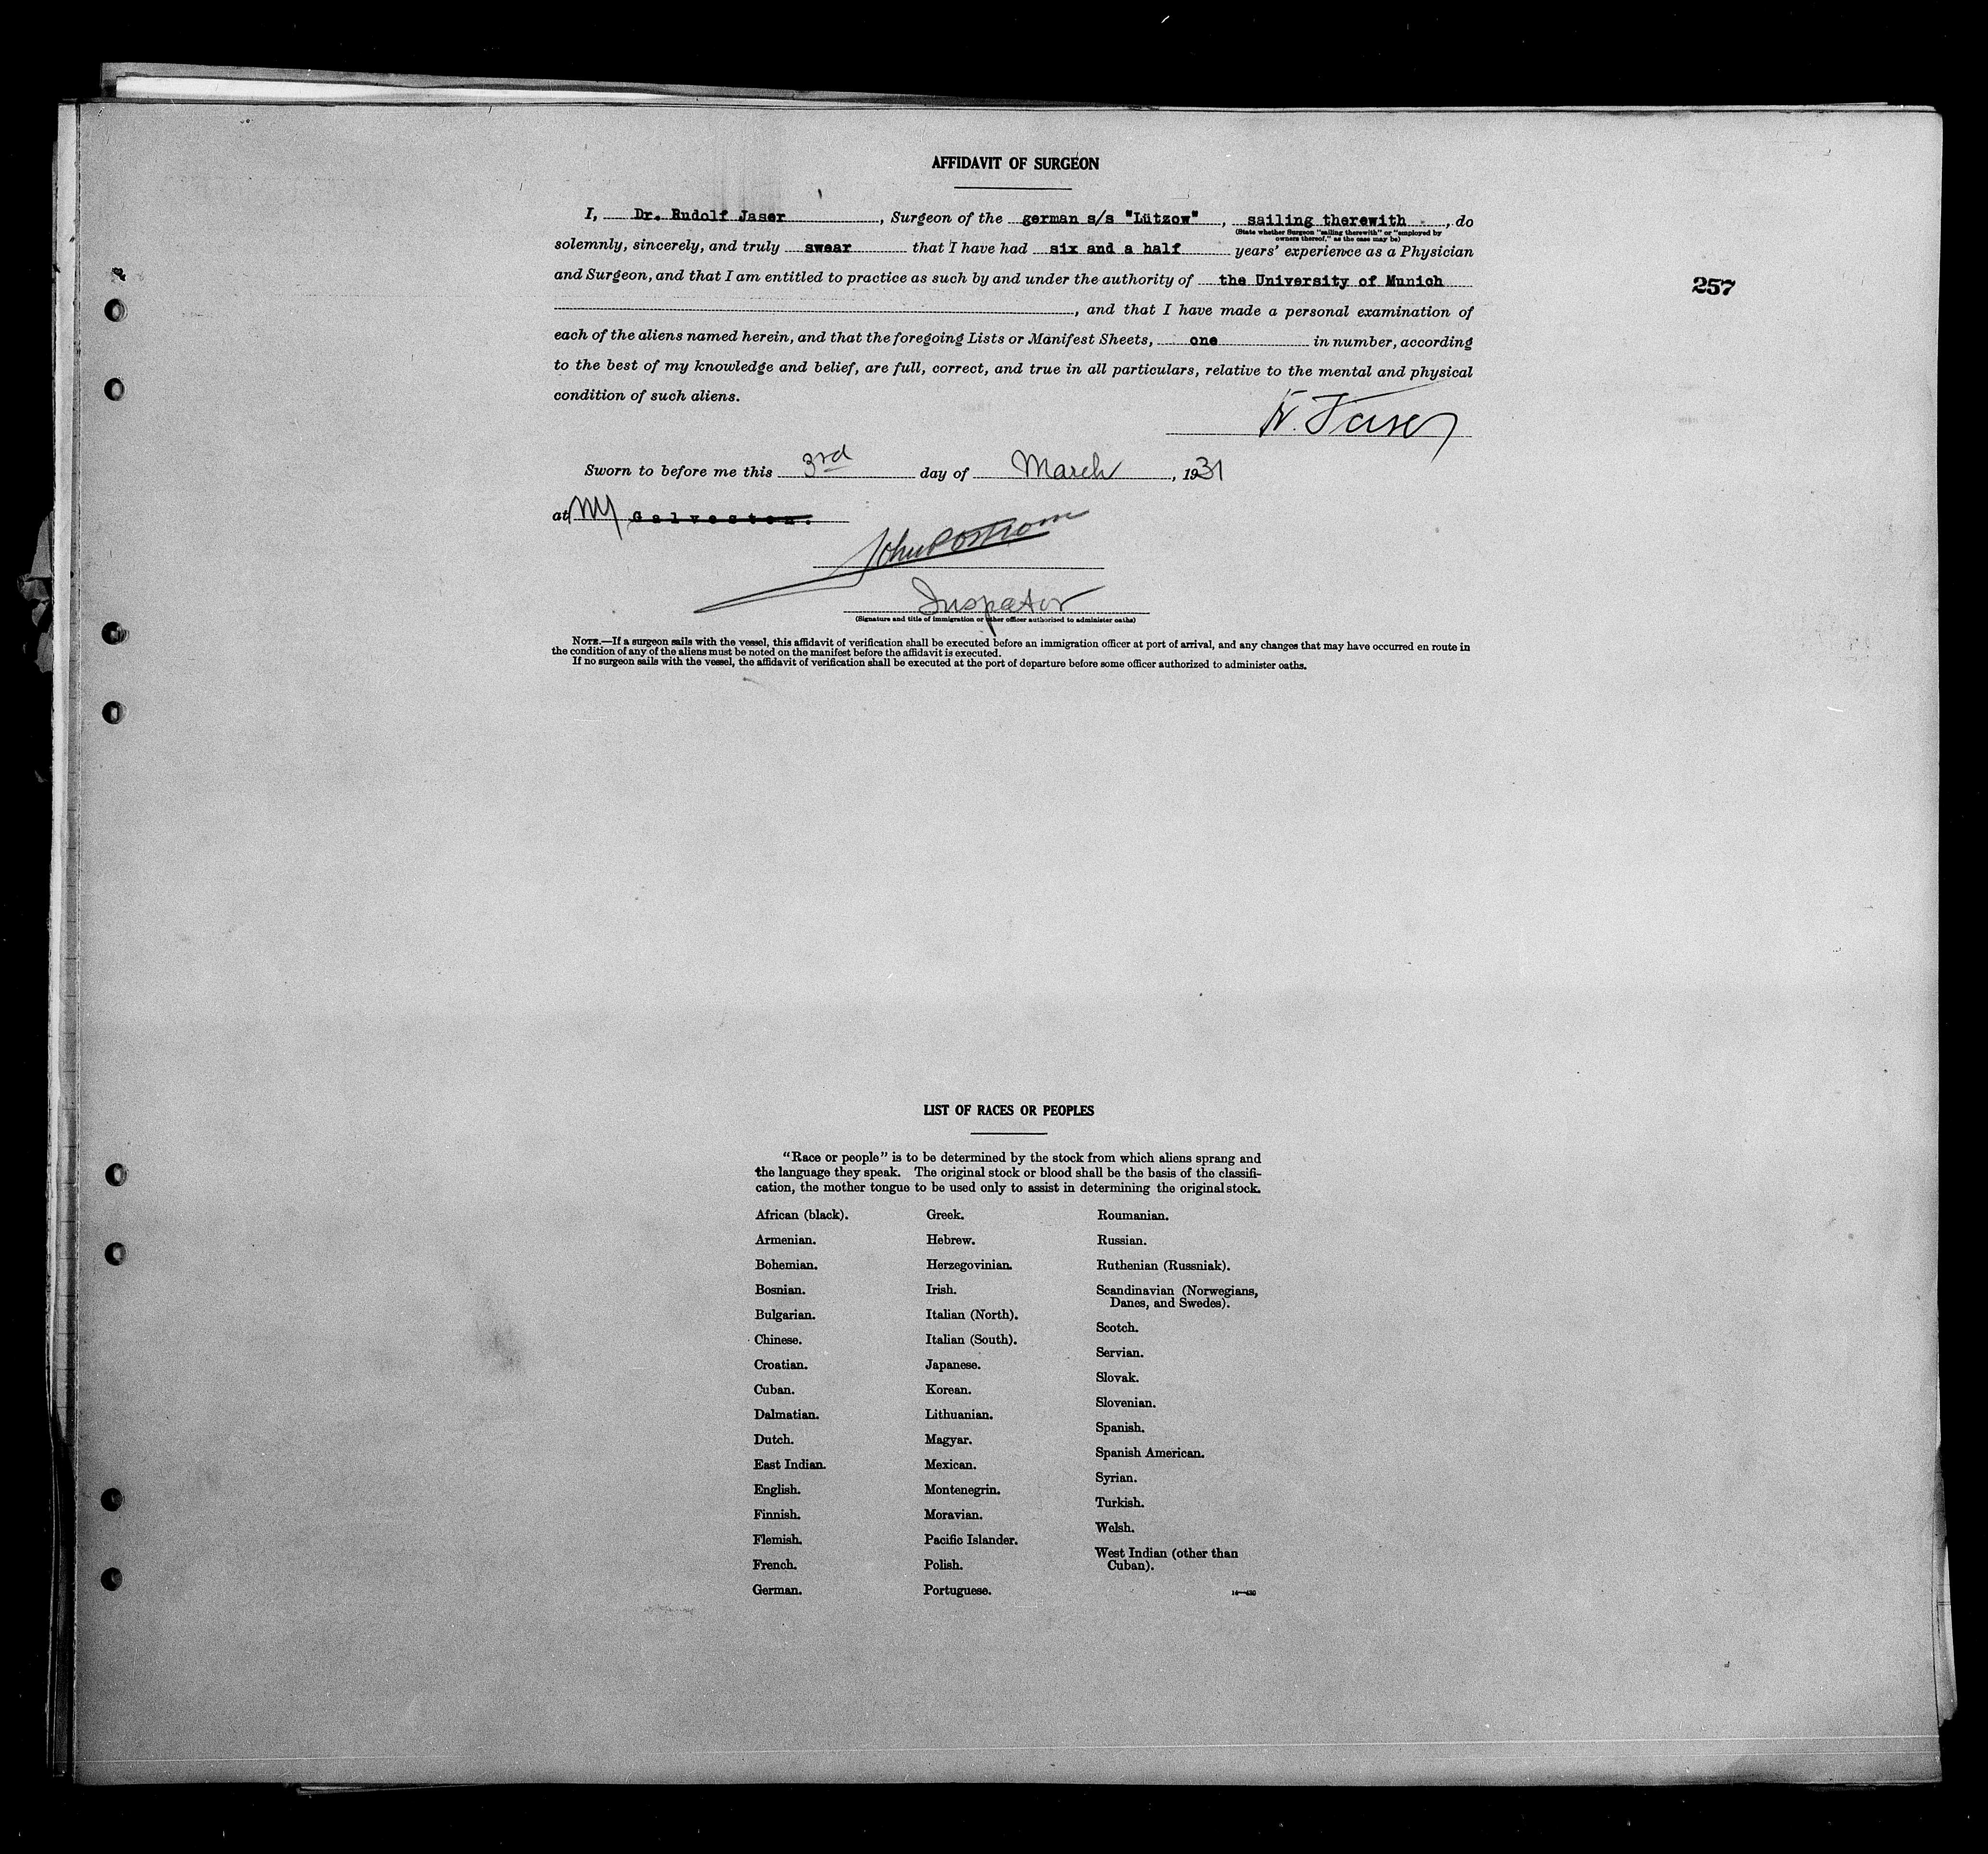 AFFIDAVIT OF SURGEON
I, Dr. Rudolf Jaser, Surgeon of the german s/s "Lützow", sailing therewith, do
(State whether Surgeon "sailing therewith" or "employed by
owners thereof," as the case may be)
solemnly, sincerely, and truly swear that I have had six and a half years' experience as a Physician
and Surgeon, and that I am entitled to practice as such by and under the authority of the University of Munich
257
, and that I have made a personal examination of
each of the aliens named herein, and that the foregoing Lists or Manifest Sheets, one in number, according
to the best of my knowledge and belief, are full, correct, and true in all particulars, relative to the mental and physical
condition of such aliens.
Jaser
Sworn to before me this 3rd day of March, 1931
at NY Galveston.
John
Inspector
(Signature and title of immigration or other officer authorized to administer oaths)
NOTE.—If a surgeon sails with the vessel, this affidavit of verification shall be executed before an immigration officer at port of arrival, and any changes that may have occurred en route in
the condition of any of the aliens must be noted on the manifest before the affidavit is executed.
If no surgeon sails with the vessel, the affidavit of verification shall be executed at the port of departure before some officer authorized to administer oaths.
LIST OF RACES OR PEOPLES
"Race or people" is to be determined by the stock from which aliens sprang and
the language they speak. The original stock or blood shall be the basis of the classifi-
cation, the mother tongue to be used only to assist in determining the original stock.
African (black).
Armenian.
Bohemian.
Bosnian.
Bulgarian.
Chinese.
Croatian.
Cuban.
Dalmatian.
Dutch.
East Indian.
English.
Finnish.
Flemish.
French.
German.
Greek.
Hebrew.
Herzegovinian.
Irish.
Italian (North).
Italian (South).
Japanese.
Korean.
Lithuanian.
Magyar.
Mexican.
Montenegrin.
Moravian.
Pacific Islander.
Polish.
Portuguese.
Roumanian.
Russian.
Ruthenian (Russniak).
Scandinavian (Norwegians,
Danes, and Swedes).
Scotch.
Servian.
Slovak.
Slovenian.
Spanish.
Spanish American.
Syrian.
Turkish.
Welsh.
West Indian (other than
Cuban).